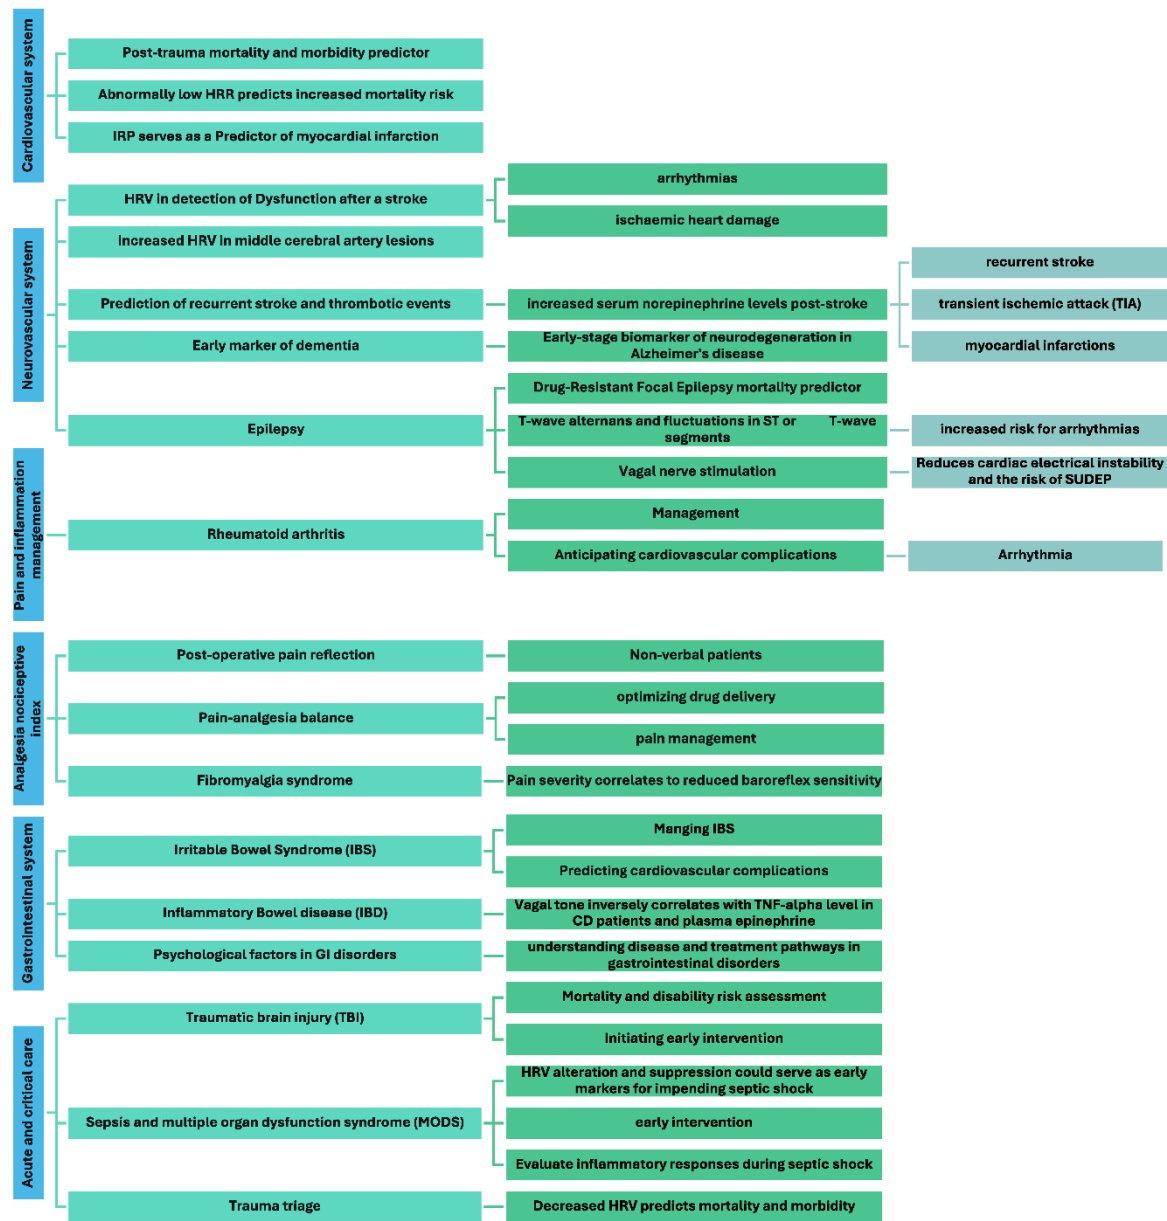 Cardiovascular system
Post-trauma mortality and morbidity predictor
Abnormally low HRR predicts increased mortality risk
IRP serves as a Predictor of myocardial infarction
Neurovascular system
HRV in detection of Dysfunction after a stroke
arrhythmias
ischaemic heart damage
Increased HRV in middle cerebral artery lesions
Prediction of recurrent stroke and thrombotic events
increased serum norepinephrine levels post-stroke
recurrent stroke
transient ischemic attack (TIA)
myocardial infarctions
Early marker of dementia
Early-stage biomarker of neurodegeneration in
Alzheimer's disease
Epilepsy
Drug-Resistant Focal Epilepsy mortality predictor
T-wave alternans and fluctuations in ST or T-wave
segments
increased risk for arrhythmias
Vagal nerve stimulation
Reduces cardiac electrical instability
and the risk of SUDEP
Pain and inflammation
management
Rheumatoid arthritis
Management
Anticipating cardiovascular complications
Arrhythmia
Analgesia nociceptive
index
Post-operative pain reflection
Non-verbal patients
Pain-analgesia balance
optimizing drug delivery
pain management
Fibromyalgia syndrome
Pain severity correlates to reduced baroreflex sensitivity
Gastrointestinal system
Irritable Bowel Syndrome (IBS)
Manging IBS
Predicting cardiovascular complications
Inflammatory Bowel disease (IBD)
Vagal tone inversely correlates with TNF-alpha level in
CD patients and plasma epinephrine
Psychological factors in GI disorders
understanding disease and treatment pathways in
gastrointestinal disorders
Acute and critical care
Traumatic brain injury (TBI)
Mortality and disability risk assessment
Initiating early intervention
Sepsis and multiple organ dysfunction syndrome (MODS)
HRV alteration and suppression could serve as early
markers for impending septic shock
early intervention
Evaluate inflammatory responses during septic shock
Trauma triage
Decreased HRV predicts mortality and morbidity